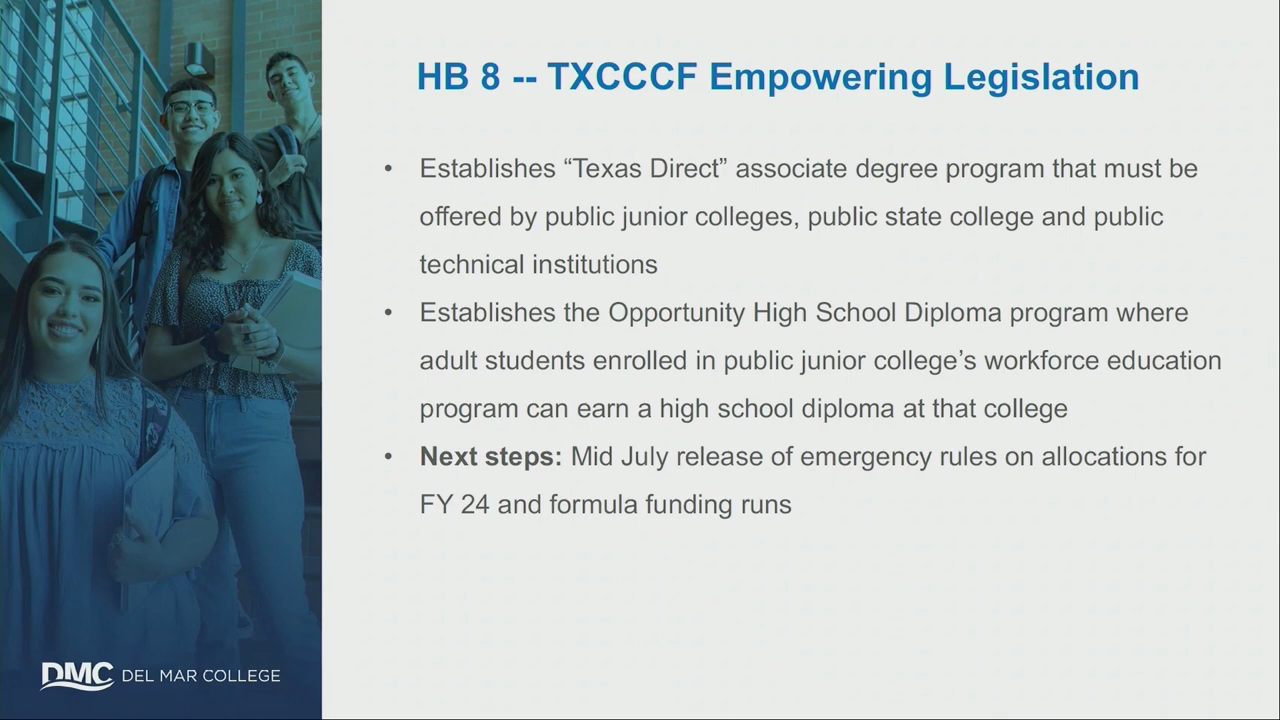 HB 8 -- TXCCCF Empowering Legislation
• Establishes “Texas Direct” associate degree program that must be
offered by public junior colleges, public state college and public
technical institutions
• Establishes the Opportunity High School Diploma program where
adult students enrolled in public junior college’s workforce education
program can earn a high school diploma at that college
• Next steps: Mid July release of emergency rules on allocations for
FY 24 and formula funding runs
DMC DEL MAR COLLEGE